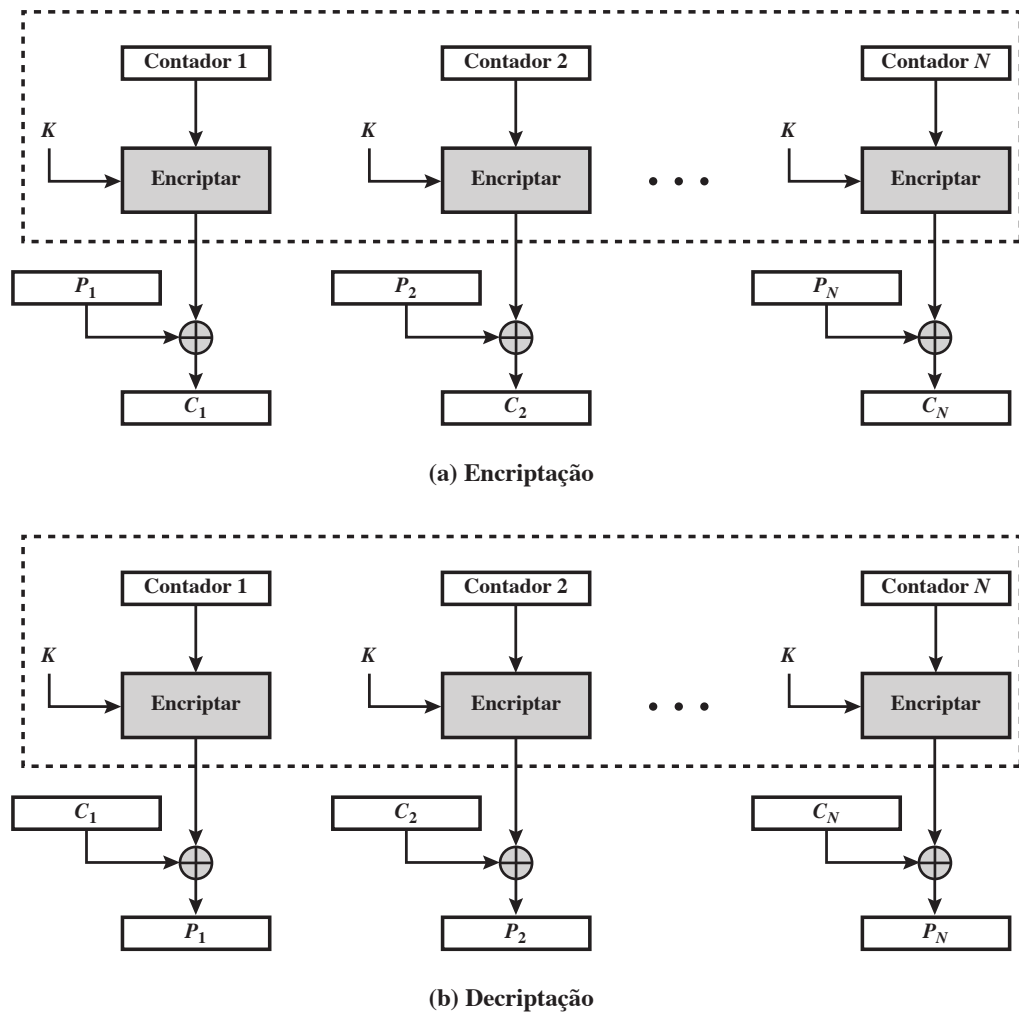 Contador 1 Contador 2 Contador N
K K K
Encriptar Encriptar • • • Encriptar
P1 P2 PN
C1 C2 CN
(a) Encriptação
Contador 1 Contador 2 Contador N
K K K
Encriptar Encriptar • • • Encriptar
C1 C2 CN
P1 P2 PN
(b) Decriptação